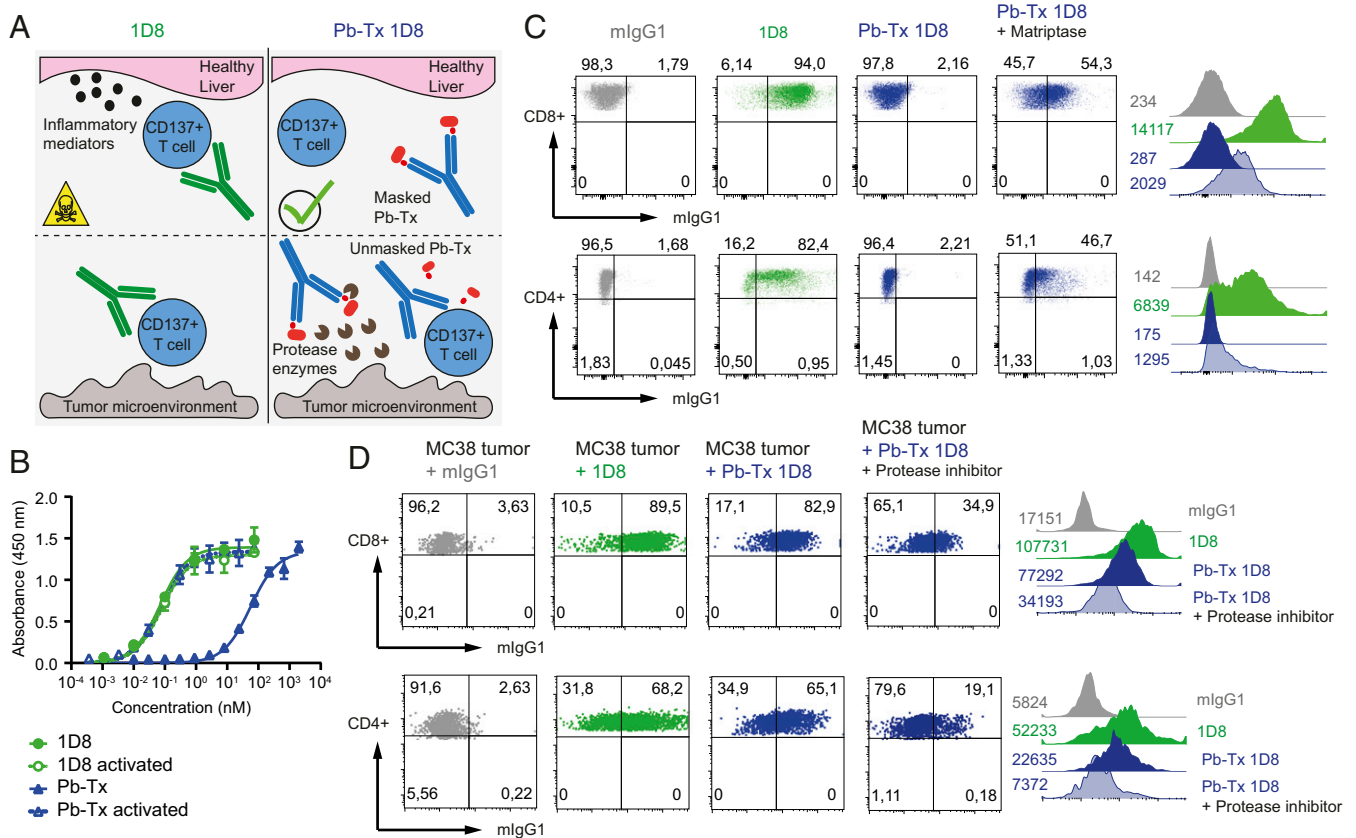 A
1D8
Pb-Tx 1D8
Healthy
Liver
Inflammatory
mediators
CD137+
T cell
Healthy
Liver
CD137+
T cell
Masked
Pb-Tx
CD137+
T cell
Tumor microenvironment
Unmasked Pb-Tx
Protease
enzymes
CD137+
T cell
Tumor microenvironment
B
Absorbance (450 nm)
2.0
1.5
1.0
0.5
0.0
10-4 10-3 10-2 10-1 100 101 102 103 104
Concentration (nM)
1D8
1D8 activated
Pb-Tx
Pb-Tx activated
C
mIgG1
1D8
Pb-Tx 1D8
Pb-Tx 1D8
+ Matriptase
98,3 1,79
6,14 94,0
97,8 2,16
45,7 54,3
CD8+
0 0
0 0
0 0
0 0
mIgG1
234
14117
287
2029
96,5 1,68
16,2 82,4
96,4 2,21
51,1 46,7
CD4+
1,83 0,045
0,50 0,95
1,45 0
1,33 1,03
mIgG1
142
6839
175
1295
D
MC38 tumor
+ mIgG1
MC38 tumor
+ 1D8
MC38 tumor
+ Pb-Tx 1D8
MC38 tumor
+ Pb-Tx 1D8
+ Protease inhibitor
96,2 3,63
10,5 89,5
17,1 82,9
65,1 34,9
CD8+
0,21 0
0 0
0 0
0 0
mIgG1
17151 mIgG1
107731 1D8
77292 Pb-Tx 1D8
34193 Pb-Tx 1D8
+ Protease inhibitor
91,6 2,63
31,8 68,2
34,9 65,1
79,6 19,1
CD4+
5,56 0,22
0 0
0 0
1,11 0,18
mIgG1
5824 mIgG1
52233 1D8
22635 Pb-Tx 1D8
7372 Pb-Tx 1D8
+ Protease inhibitor